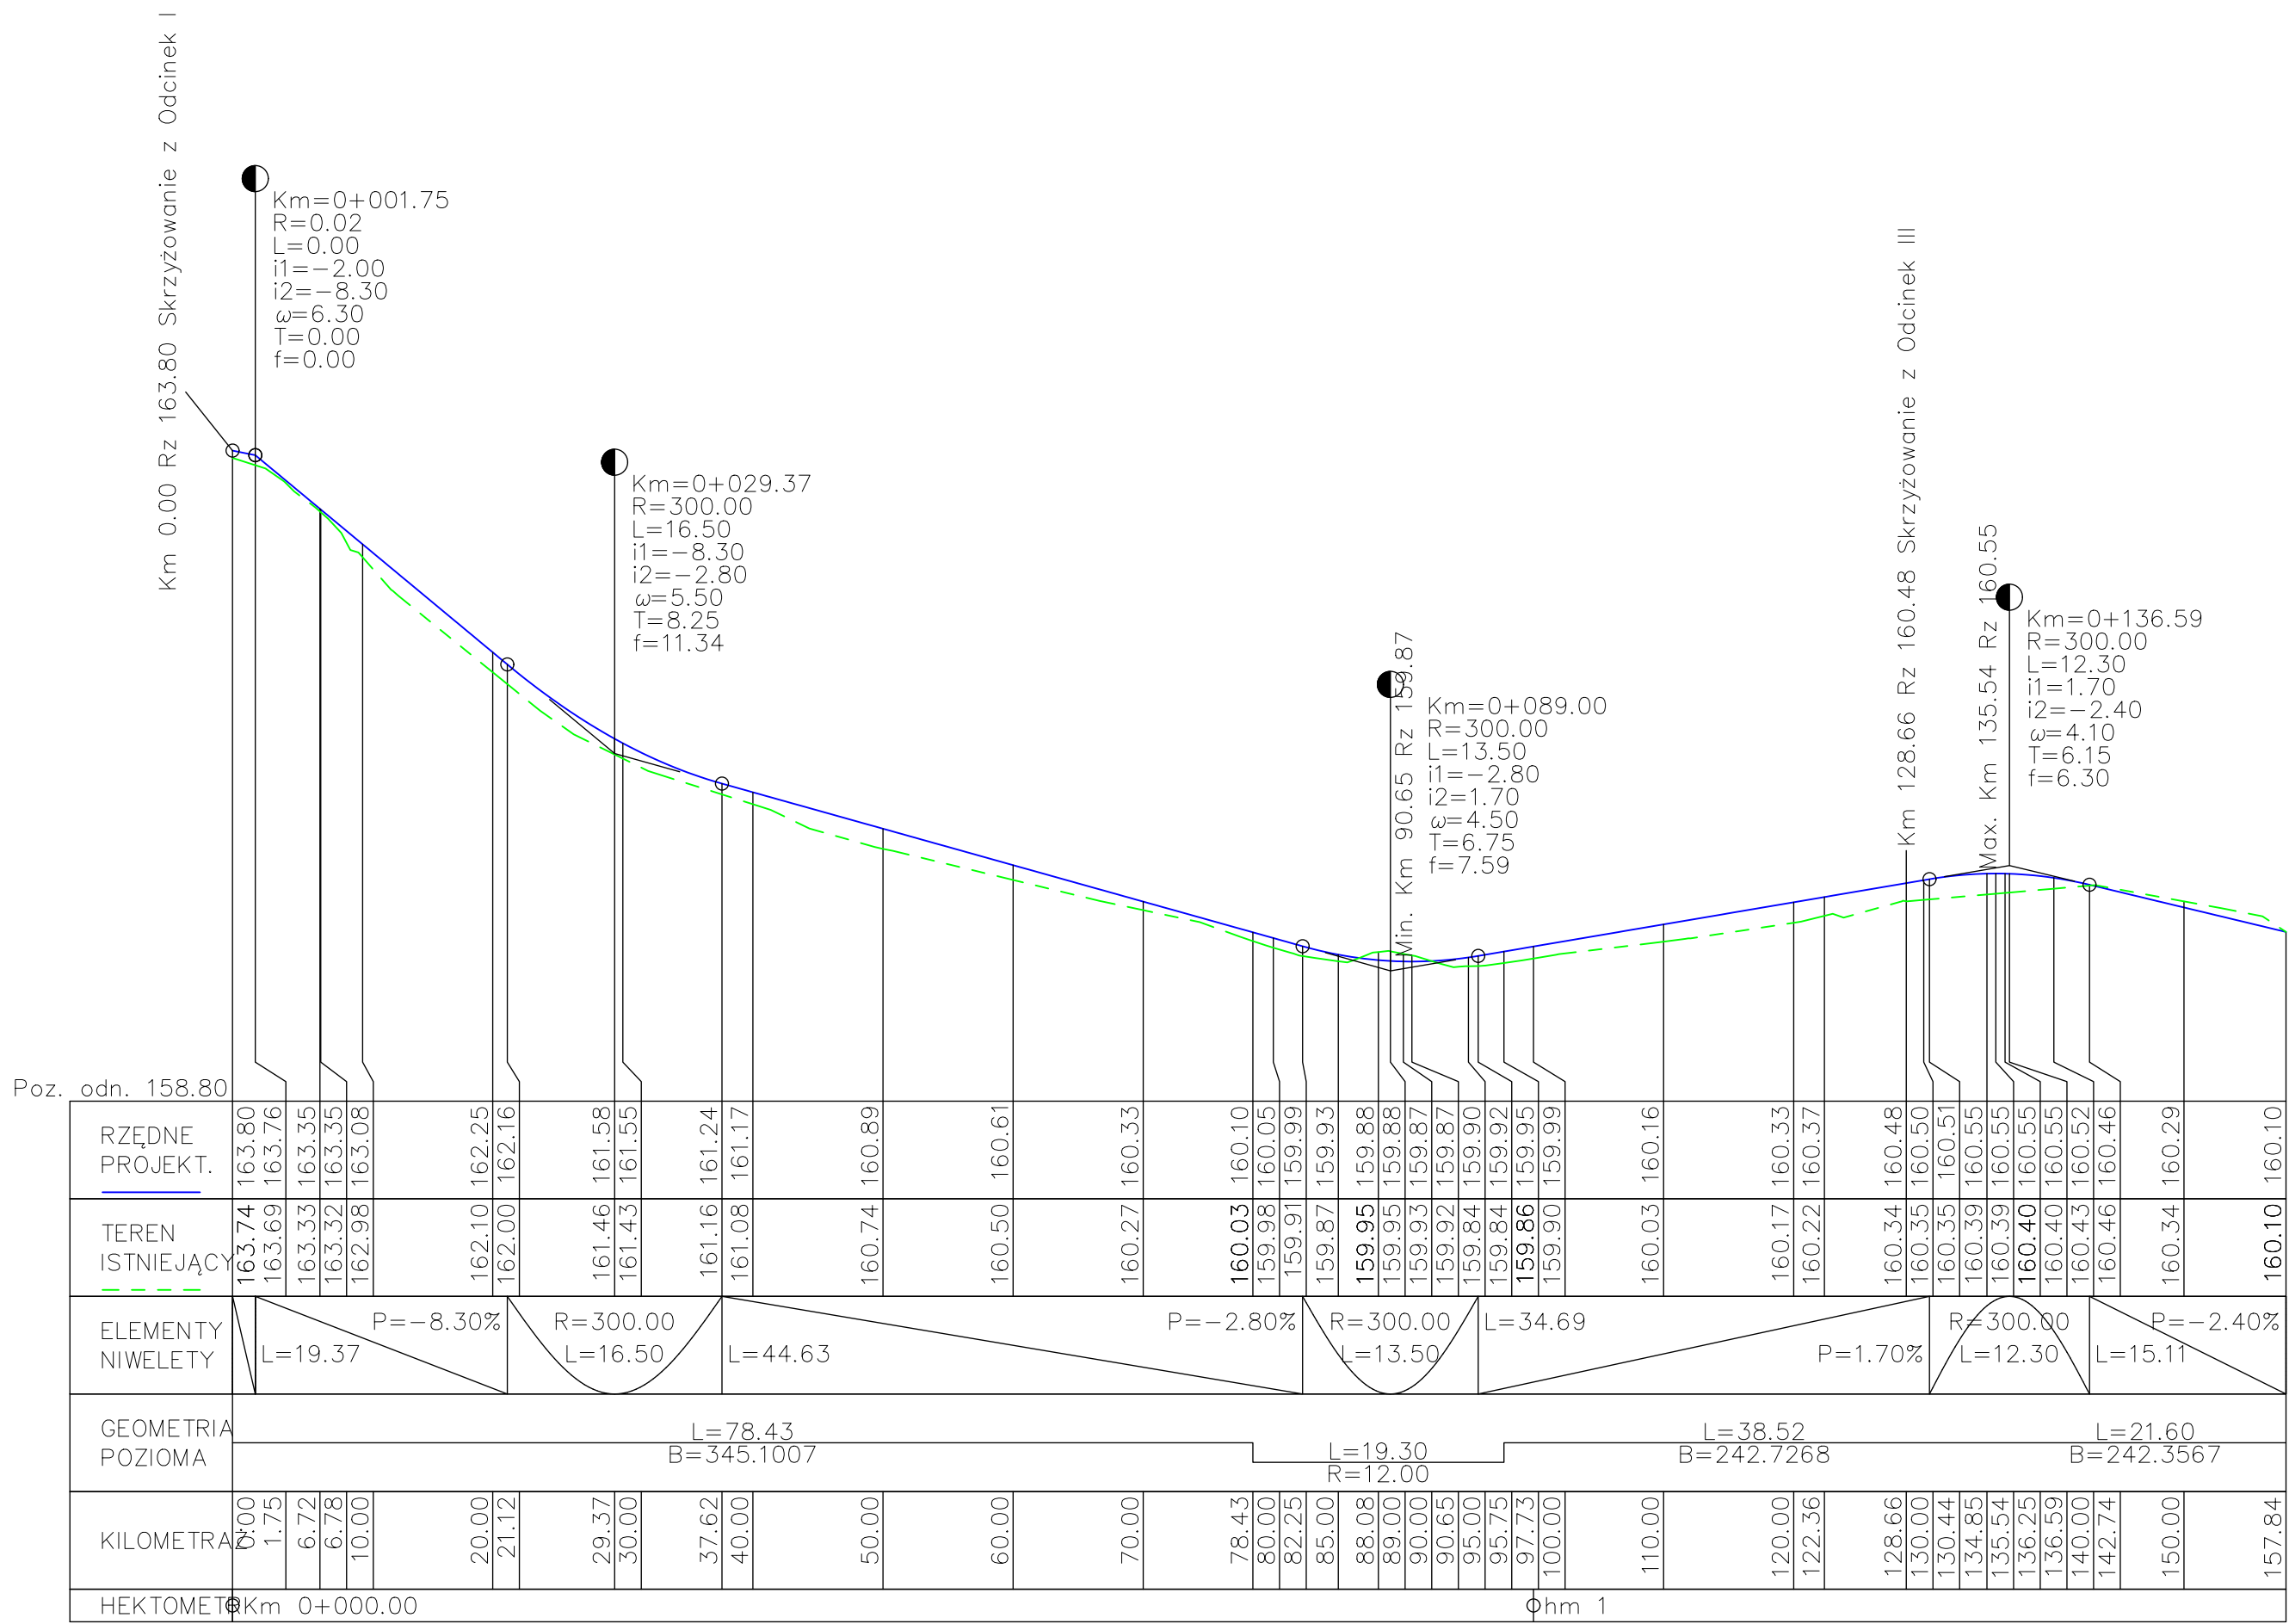 Km 0.00 Rz 163.80 Skrzyżowanie z Odcinek I
Km=0+001.75
R=0.02
L=0.00
i1=-2.00
i2=-8.30
ω=6.30
T=0.00
f=0.00
Km=0+029.37
R=300.00
L=16.50
i1=-8.30
i2=-2.80
ω=5.50
T=8.25
f=11.34
Min. Km 90.65 Rz 159.87
Km=0+089.00
R=300.00
L=13.50
i1=-2.80
i2=1.70
ω=4.50
T=6.75
f=7.59
Km 128.66 Rz 160.48 Skrzyżowanie z Odcinek III
Max. Km 135.54 Rz 160.55
Km=0+136.59
R=300.00
L=12.30
i1=1.70
i2=-2.40
ω=4.10
T=6.15
f=6.30
Poz. odn. 158.80
RZĘDNE
PROJEKT.
163.80
163.76
163.35
163.35
163.08
162.25
162.16
161.58
161.55
161.24
161.17
160.89
160.61
160.33
160.10
160.05
159.99
159.93
159.88
159.88
159.87
159.87
159.90
159.92
159.95
159.99
160.16
160.33
160.37
160.48
160.50
160.51
160.55
160.55
160.55
160.55
160.52
160.46
160.29
160.10
TEREN
ISTNIEJĄCY
163.74
163.69
163.33
163.32
162.98
162.10
162.00
161.46
161.43
161.16
161.08
160.74
160.50
160.27
160.03
159.98
159.91
159.87
159.95
159.95
159.93
159.92
159.84
159.84
159.86
159.90
160.03
160.17
160.22
160.34
160.35
160.35
160.39
160.39
160.40
160.40
160.43
160.46
160.34
160.10
ELEMENTY
NIWELETY
L=19.37
P=-8.30%
R=300.00
L=16.50
L=44.63
P=-2.80%
R=300.00
L=13.50
L=34.69
P=1.70%
R=300.00
L=12.30
L=15.11
P=-2.40%
GEOMETRIA
POZIOMA
L=78.43
B=345.1007
L=19.30
R=12.00
L=38.52
B=242.7268
L=21.60
B=242.3567
KILOMETRAŻ
0.00
1.75
6.72
6.78
10.00
20.00
21.12
29.37
30.00
37.62
40.00
50.00
60.00
70.00
78.43
80.00
82.25
85.00
88.08
89.00
90.00
90.65
95.00
95.75
97.73
100.00
110.00
120.00
122.36
128.66
130.00
130.44
134.85
135.54
136.25
136.59
140.00
142.74
150.00
157.84
HEKTOMETR
Km 0+000.00
hm 1